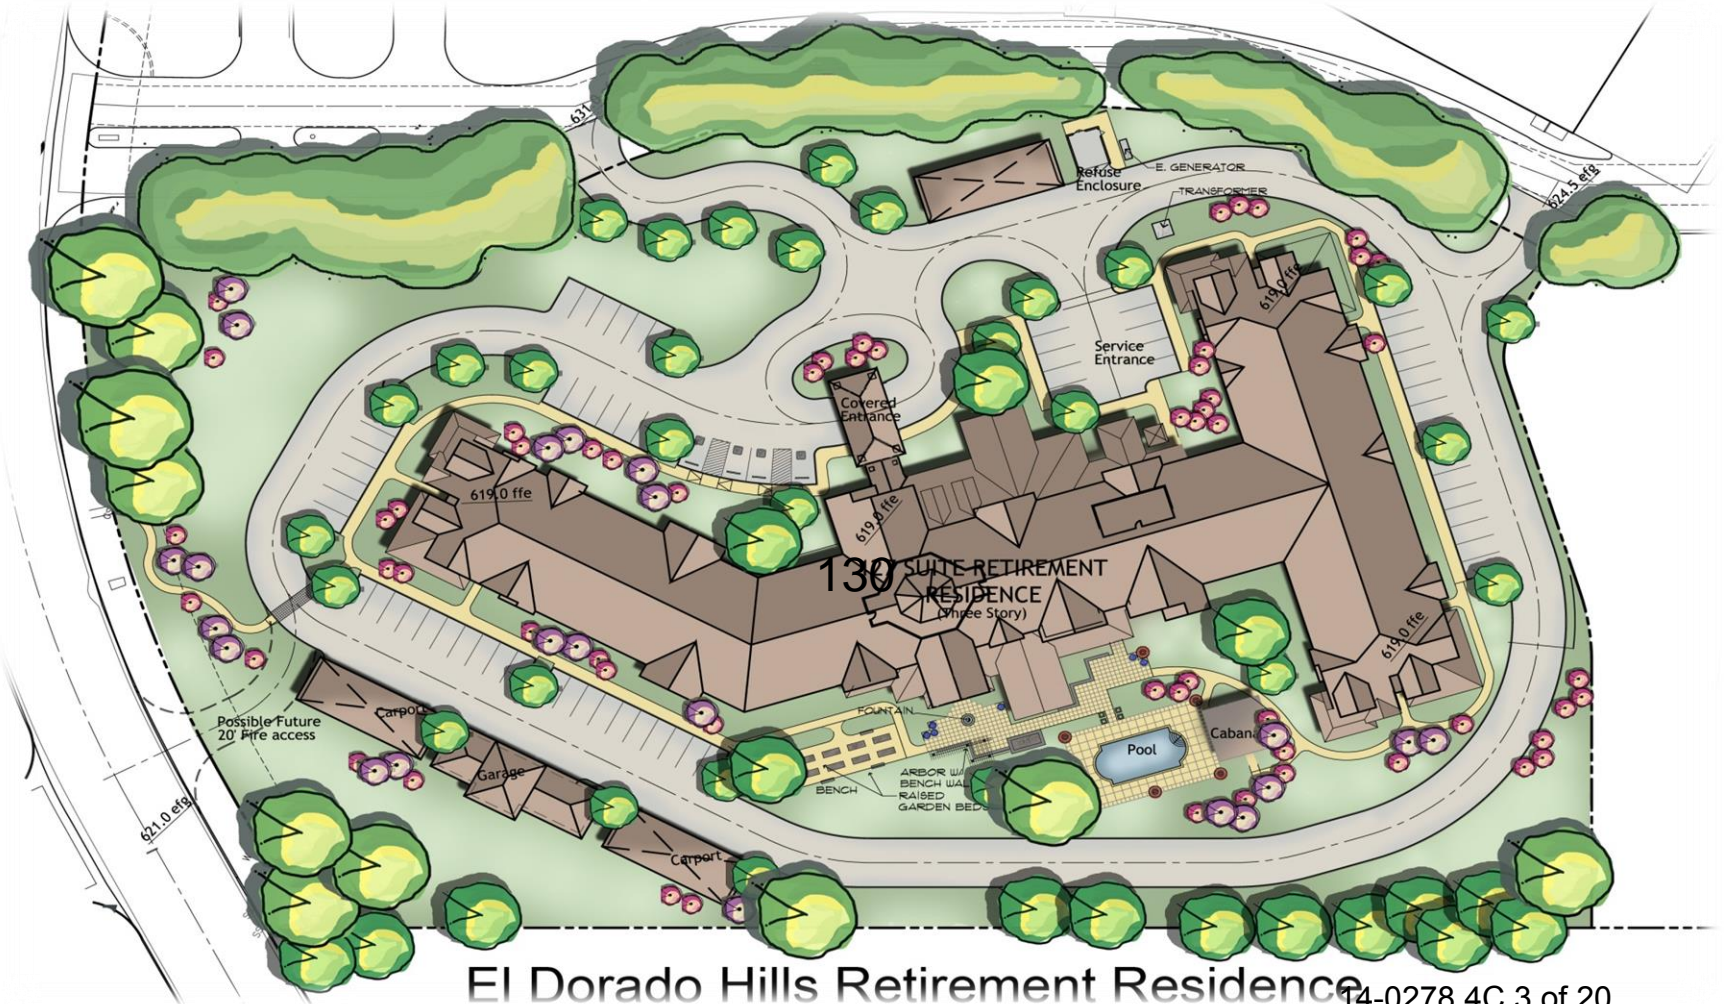 631
E. GENERATOR
Refuse
Enclosure
TRANSFORMER
624.5 efg
619.0 ffe
Service
Entrance
Covered
Entrance
619.0 ffe
619.0 ffe
130 SUITE RETIREMENT
RESIDENCE
(Three Story)
619.0 ffe
FOUNTAIN
Possible Future
20' Fire access
Carport
Garage
Pool
Cabana
BENCH
ARBOR W/
BENCH WAL
RAISED
GARDEN BEDS
621.0 efg
Carport
El Dorado Hills Retirement Residence
14-0278 4C 3 of 20